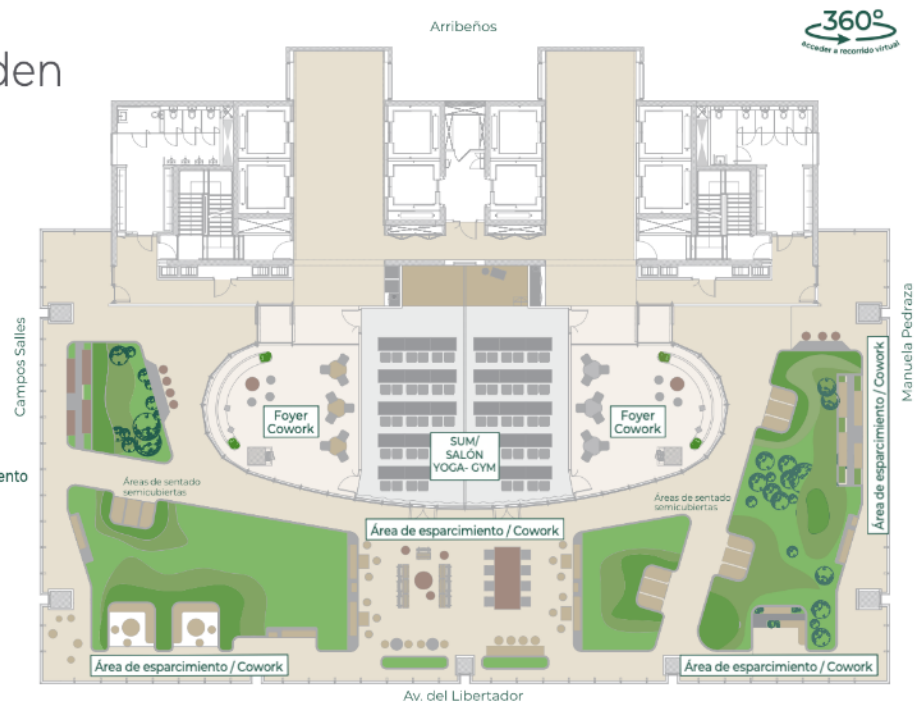 Arribeños
360º
acceder a recorrido virtual
den
Campos Salles
Manuela Pedraza
Foyer
Cowork
SUM/
SALÓN
YOGA- GYM
Foyer
Cowork
Área de esparcimiento / Cowork
ento
Áreas de sentado
semicubiertas
Áreas de sentado
semicubiertas
Área de esparcimiento / Cowork
Área de esparcimiento / Cowork
Área de esparcimiento / Cowork
Av. del Libertador